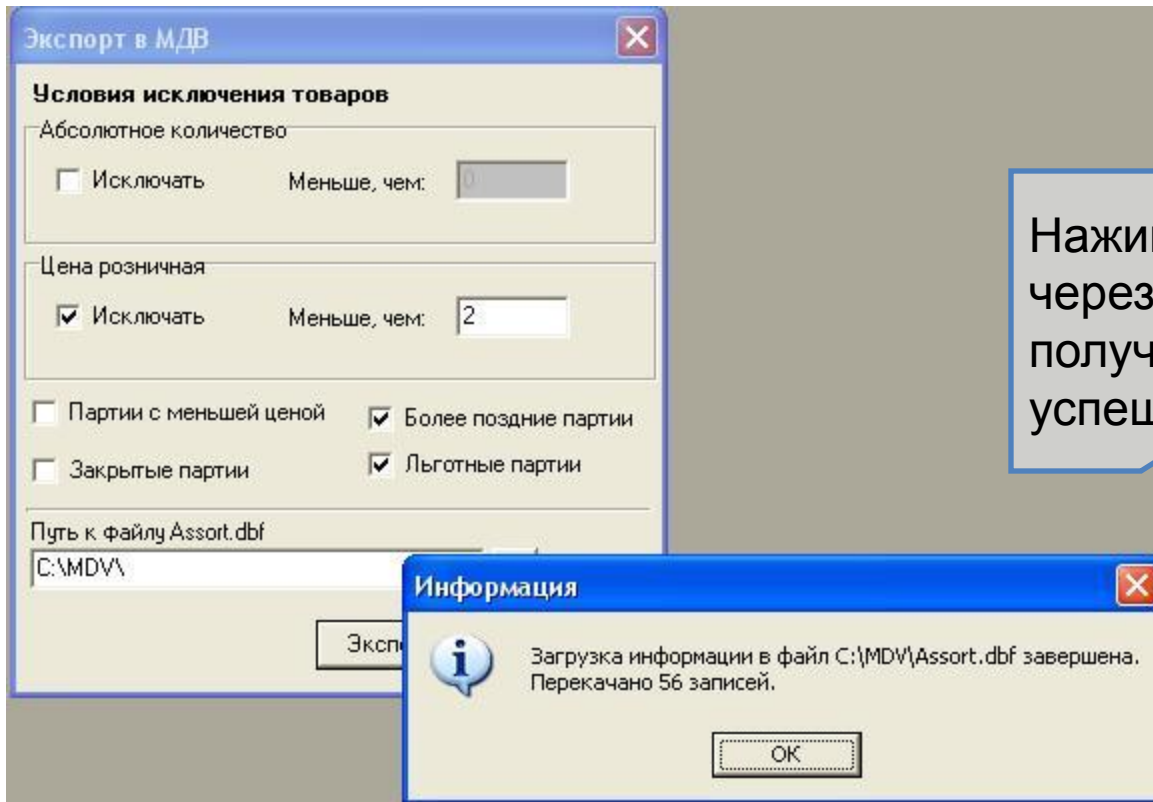 Экспорт в МДВ
Условия исключения товаров
Абсолютное количество
Исключать Меньше, чем: 0
Цена розничная
Исключать Меньше, чем: 2
Партии с меньшей ценой Более поздние партии
Закрытые партии Льготные партии
Путь к файлу Assort.dbf
C:\MDV\
Информация
Загрузка информации в файл C:\MDV\Assort.dbf завершена.
Перекачано 56 записей.
OK
через